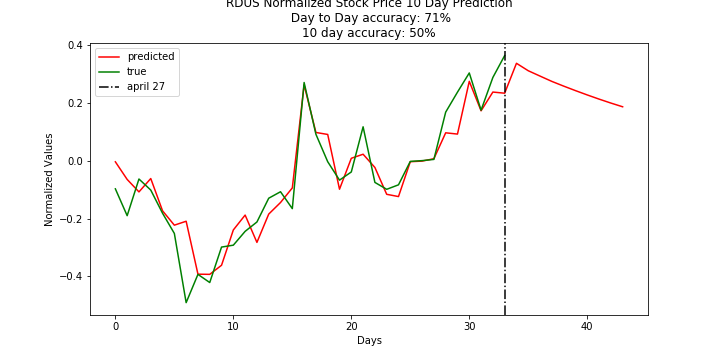 RDUS Normalized Stock Price 10 Day Prediction
Day to Day accuracy: 71%
10 day accuracy: 50%
predicted
true
april 27
Normalized Values
0.4
0.2
0.0
−0.2
−0.4
0
10
20
30
40
Days